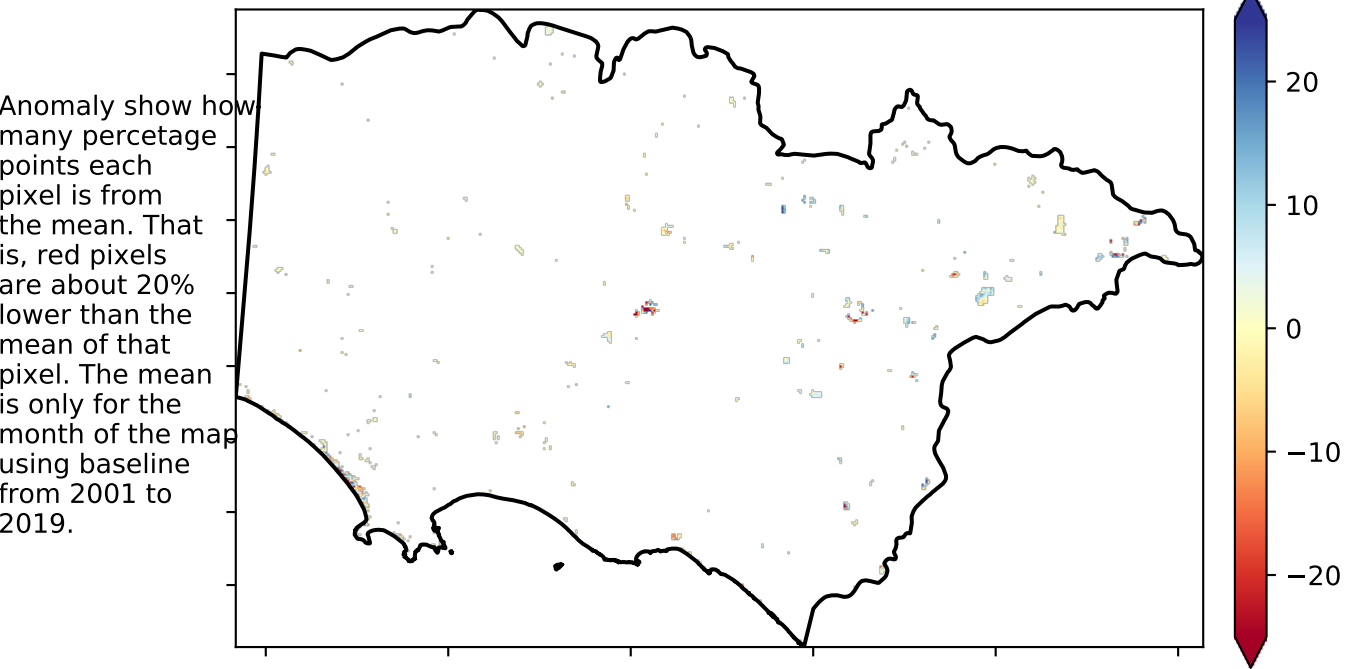 Anomaly show how
many percetage
points each
pixel is from
the mean. That
is, red pixels
are about 20%
lower than the
mean of that
pixel. The mean
is only for the
month of the map
using baseline
from 2001 to
2019.
20
10
0
−10
−20